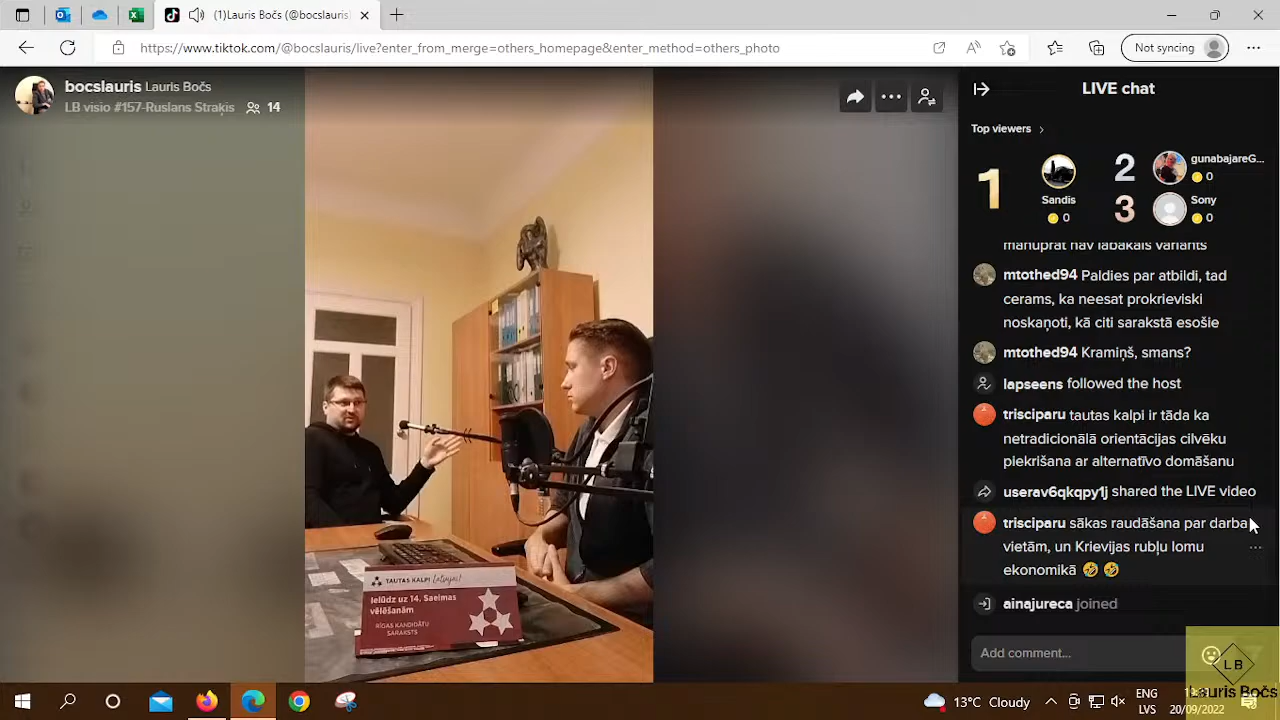 (1)Lauris Bočs (@bocslauris
https://www.tiktok.com/@bocslauris/live?enter_from_merge=others_homepage&enter_method=others_photo
Not syncing
bocslauris Lauris Bočs
LB visio #157-Ruslans Straķis 14
TAUTAS KALPI Latvijai!
Ielūdz uz 14. Saeimas
vēlēšanām
RĪGAS KANDIDĀTU
SARAKSTS
LIVE chat
Top viewers
1
Sandis
0
2
gunabajareG...
0
3
Sony
0
manuprāt nav labākais variants
mtothed94 Paldies par atbildi, tad
cerams, ka neesat prokrieviski
noskaņoti, kā citi sarakstā esošie
mtothed94 Kramiņš, smans?
lapseens followed the host
trisciparu tautas kalpi ir tāda ka
netradicionālā orientācijas cilvēku
piekrišana ar alternatīvo domāšanu
userav6qkqpy1j shared the LIVE video
trisciparu sākas raudāšana par darba
vietām, un Krievijas rubļu lomu
ekonomikā 🤣 🤣
ainajureca joined
Add comment...
LB
Lauris Bočs
13°C Cloudy
ENG
LVS
20/09/2022